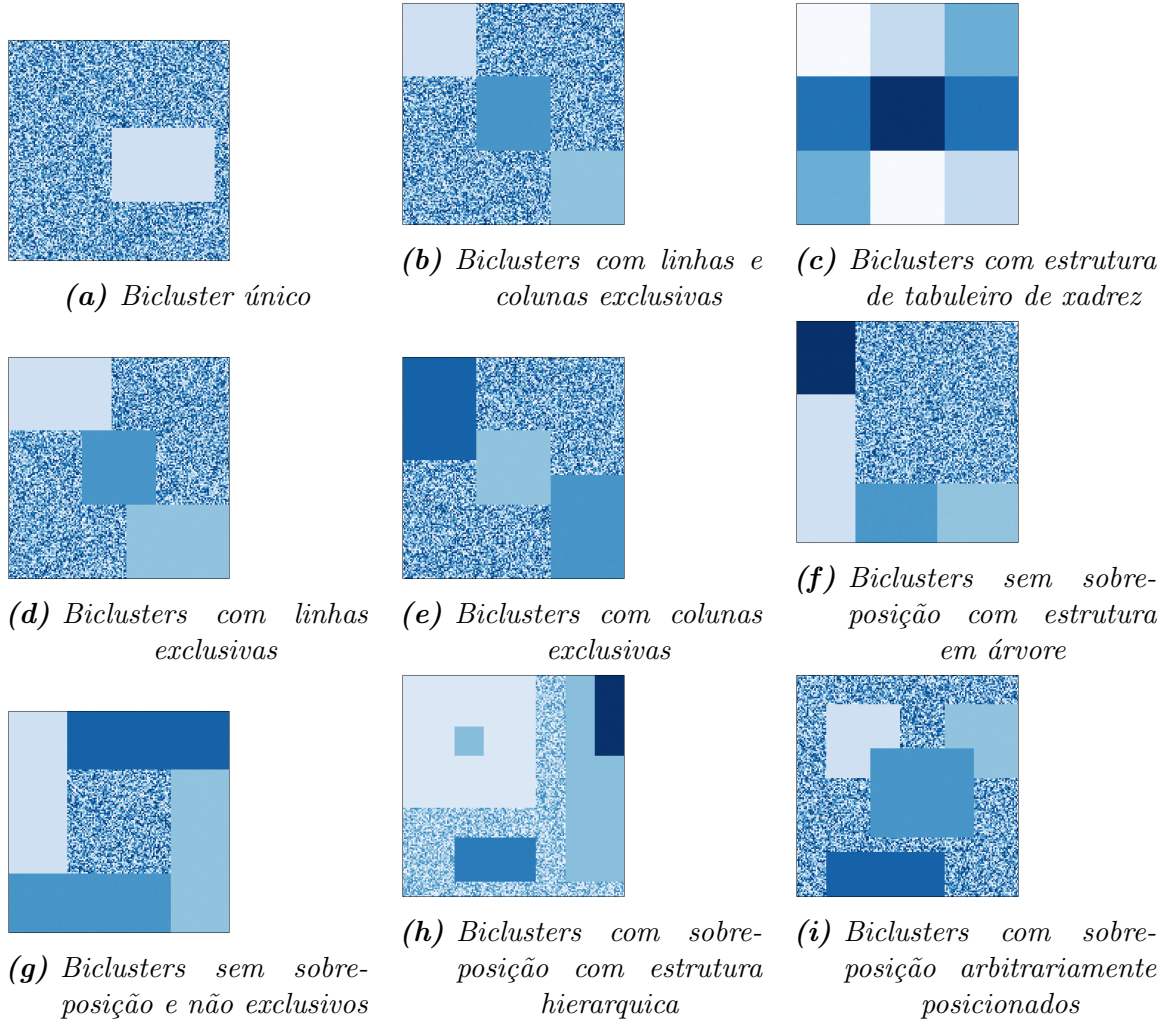 (a) Bicluster único
(b) Biclusters com linhas e
colunas exclusivas
(c) Biclusters com estrutura
de tabuleiro de xadrez
(d) Biclusters com linhas
exclusivas
(e) Biclusters com colunas
exclusivas
(f) Biclusters sem sobre-
posição com estrutura
em árvore
(g) Biclusters sem sobre-
posição e não exclusivos
(h) Biclusters com sobre-
posição com estrutura
hierarquica
(i) Biclusters com sobre-
posição arbitrariamente
posicionados